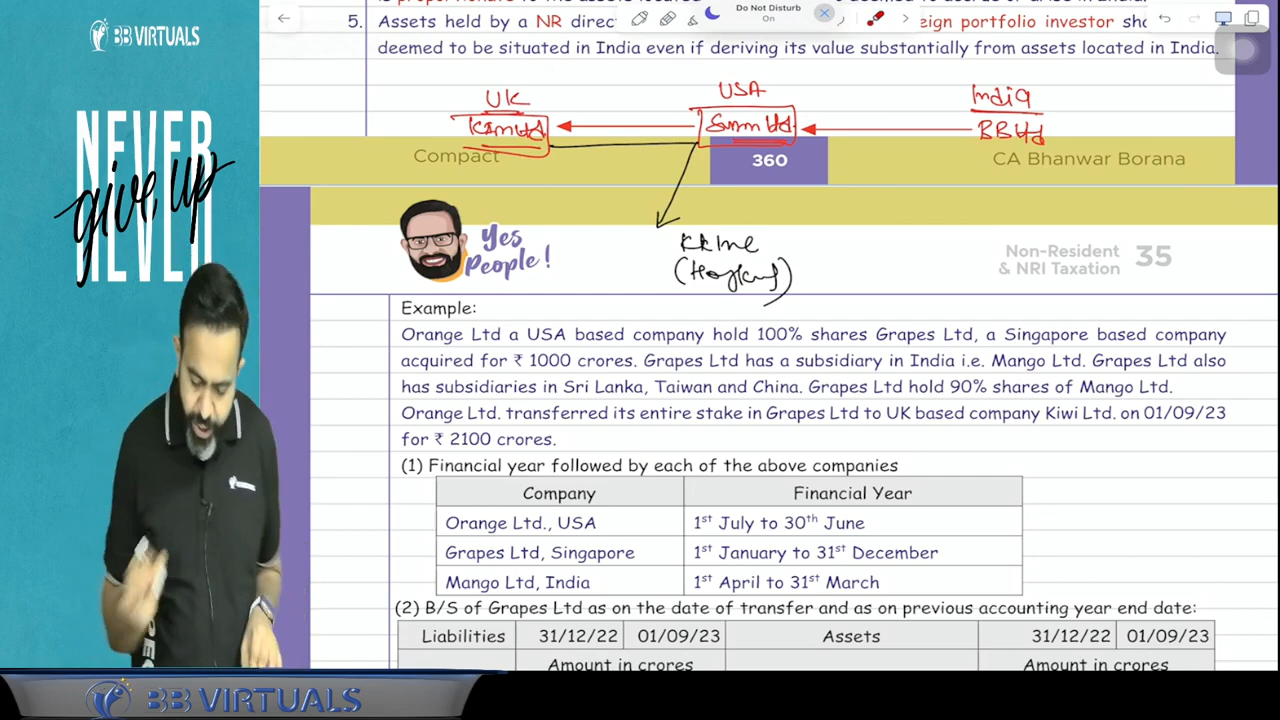 BB VIRTUALS
NEVER
give up
NEVER
Do Not Disturb
On
5. Assets held by a NR direc eign portfolio investor sha
deemed to be situated in India even if deriving its value substantially from assets located in India.
UK
USA
India
BB Ltd
Compact
360
CA Bhanwar Borana
Yes
People!
KK Inc
Non-Resident
& NRI Taxation
35
Example:
Orange Ltd a USA based company hold 100% shares Grapes Ltd, a Singapore based company
acquired for ₹ 1000 crores. Grapes Ltd has a subsidiary in India i.e. Mango Ltd. Grapes Ltd also
has subsidiaries in Sri Lanka, Taiwan and China. Grapes Ltd hold 90% shares of Mango Ltd.
Orange Ltd. transferred its entire stake in Grapes Ltd to UK based company Kiwi Ltd. on 01/09/23
for ₹ 2100 crores.
(1) Financial year followed by each of the above companies
Company Financial Year
Orange Ltd., USA 1st July to 30th June
Grapes Ltd, Singapore 1st January to 31st December
Mango Ltd, India 1st April to 31st March
(2) B/S of Grapes Ltd as on the date of transfer and as on previous accounting year end date:
Liabilities 31/12/22 01/09/23 Assets 31/12/22 01/09/23
Amount in crores Amount in crores
BB VIRTUALS